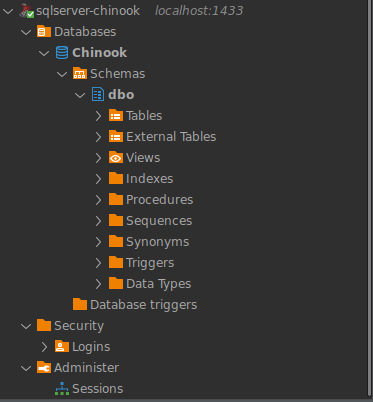 sqlserver-chinook localhost:1433
Databases
Chinook
Schemas
dbo
Tables
External Tables
Views
Indexes
Procedures
Sequences
Synonyms
Triggers
Data Types
Database triggers
Security
Logins
Administer
Sessions